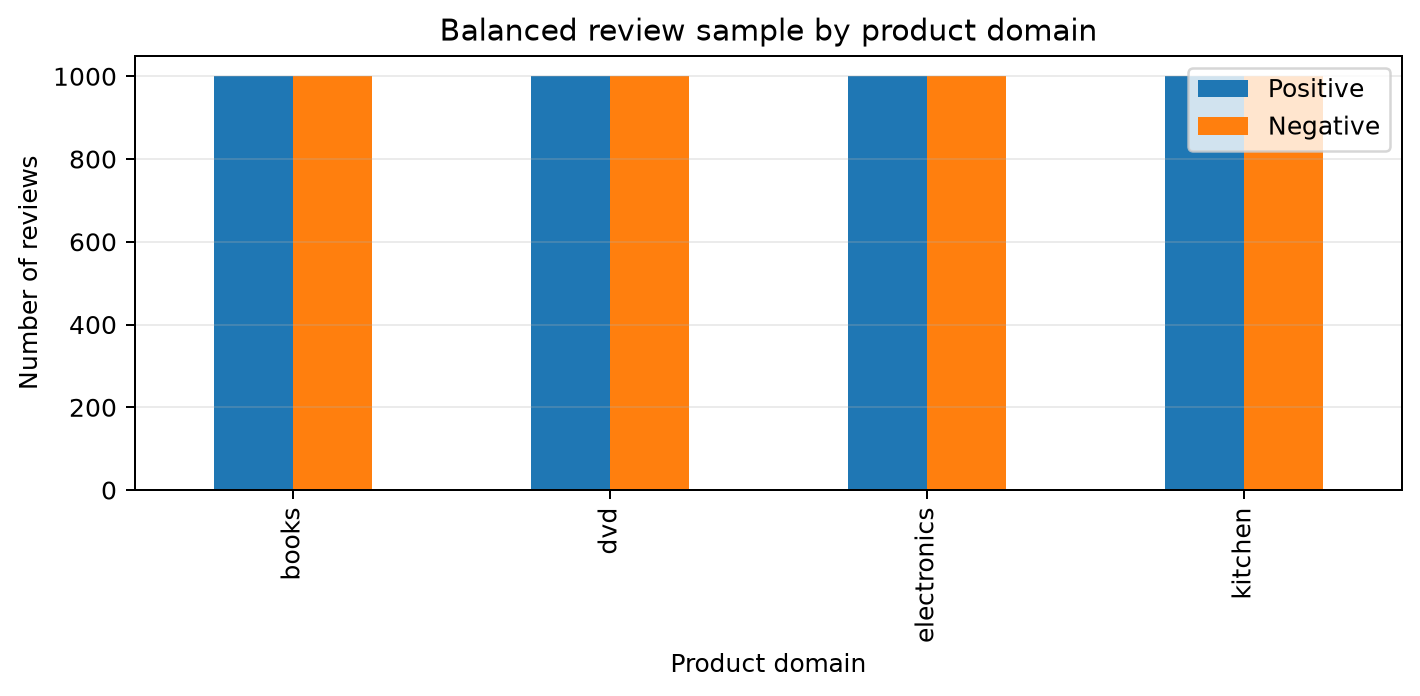 Balanced review sample by product domain
Number of reviews
1000
800
600
400
200
0
Positive
Negative
books
dvd
electronics
kitchen
Product domain